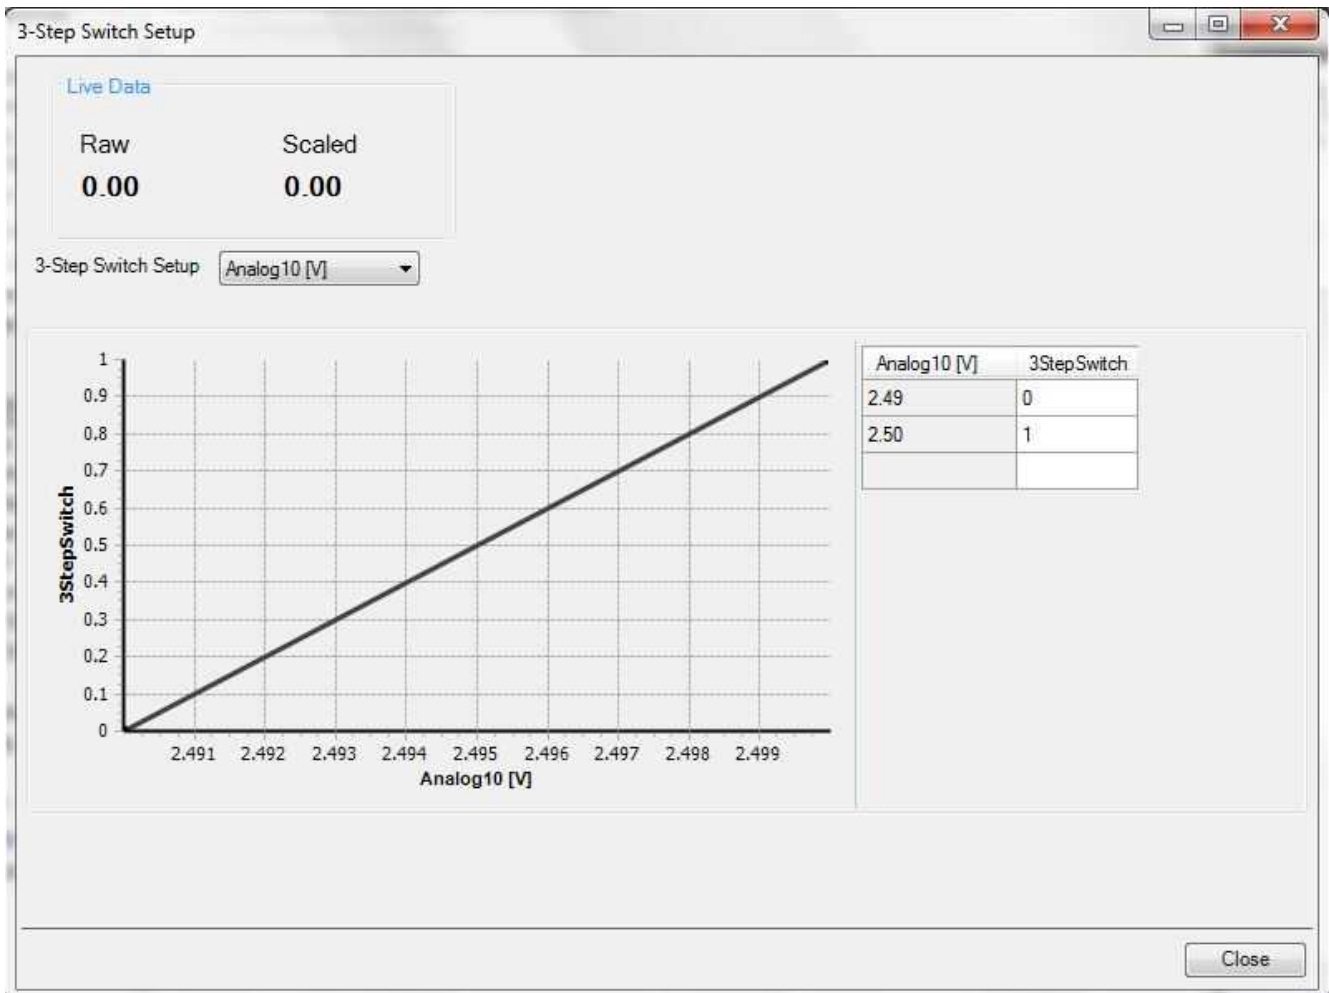 3-Step Switch Setup
Live Data
Raw Scaled
0.00 0.00
3-Step Switch Setup Analog10 [V]
1
0.9
0.8
0.7
0.6
0.5
0.4
0.3
0.2
0.1
0
3StepSwitch
2.491 2.492 2.493 2.494 2.495 2.496 2.497 2.498 2.499
Analog10 [V]
Analog10 [V] 3StepSwitch
2.49 0
2.50 1
Close